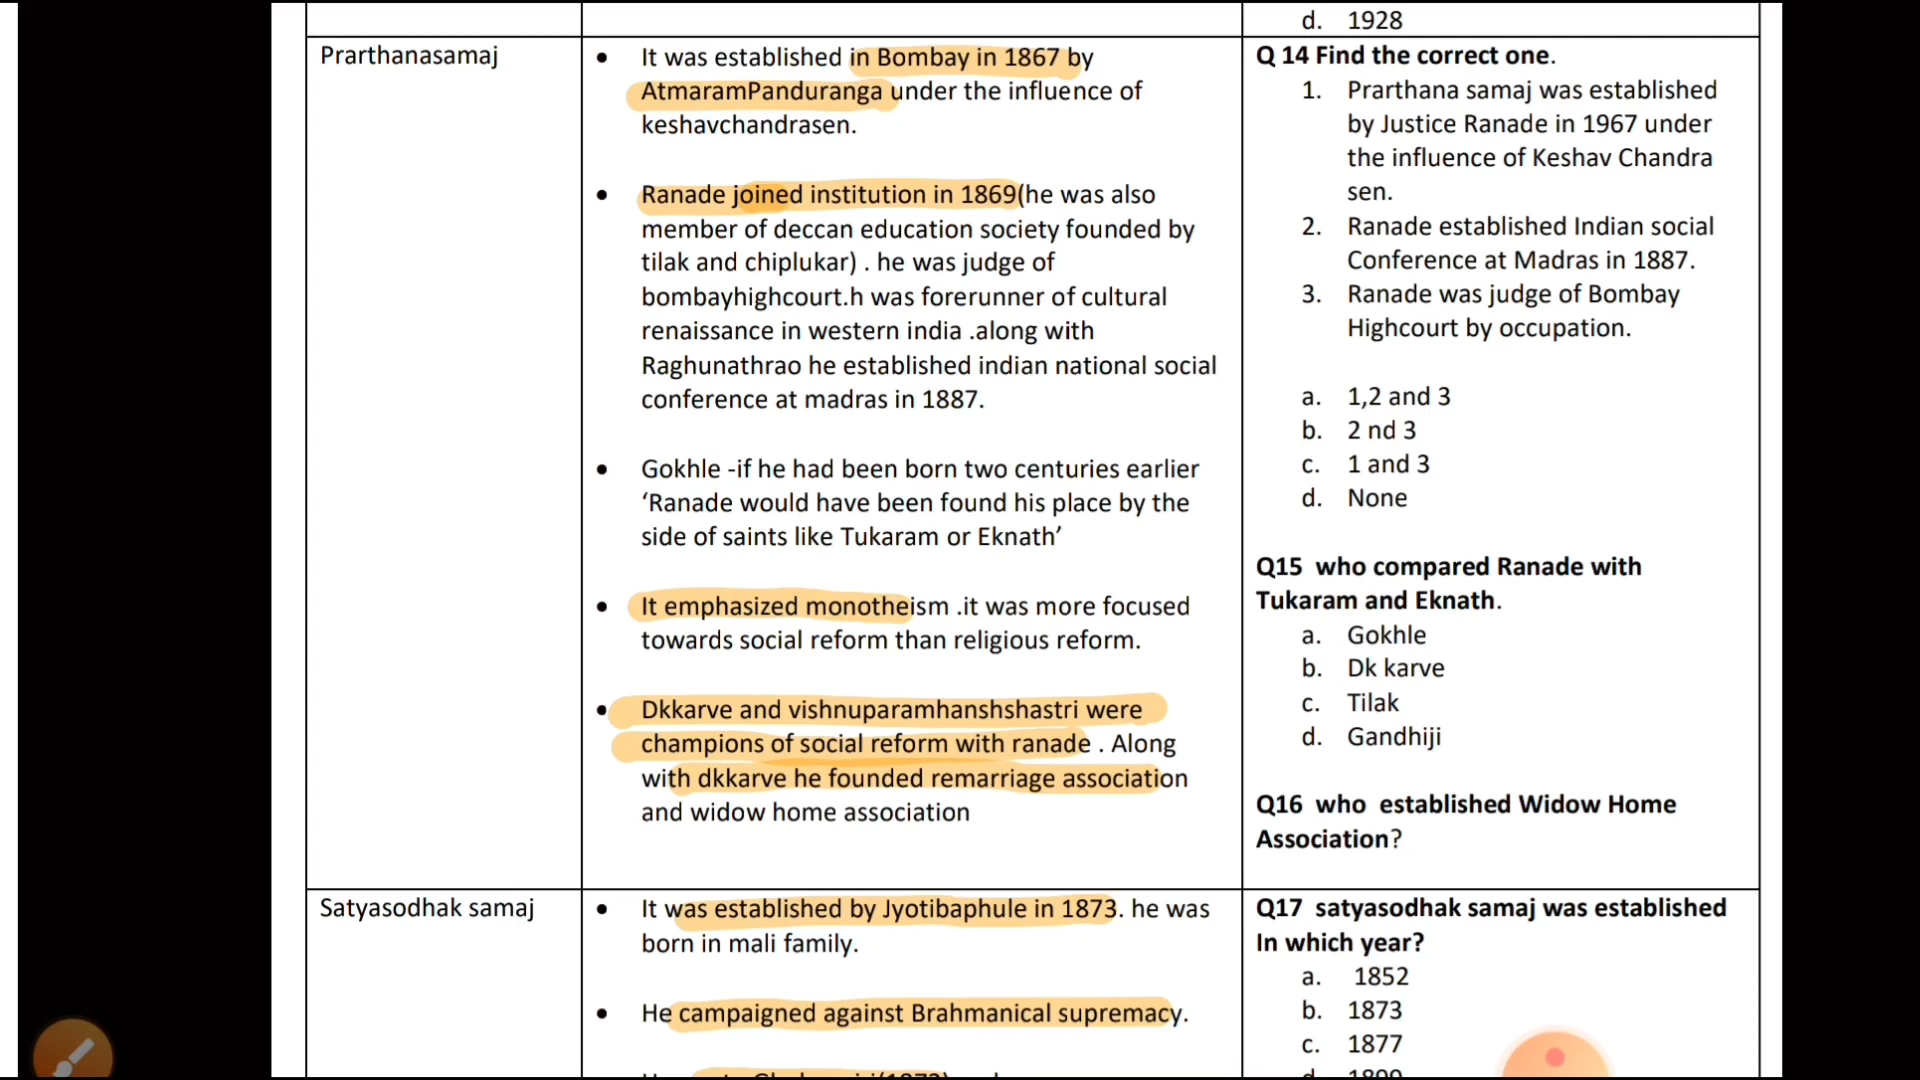 d. 1928
Prarthanasamaj
• It was established in Bombay in 1867 by
AtmaramPanduranga under the influence of
keshavchandrasen.
• Ranade joined institution in 1869(he was also
member of deccan education society founded by
tilak and chiplukar) . he was judge of
bombayhighcourt.h was forerunner of cultural
renaissance in western india .along with
Raghunathrao he established indian national social
conference at madras in 1887.
• Gokhle -if he had been born two centuries earlier
‘Ranade would have been found his place by the
side of saints like Tukaram or Eknath’
• It emphasized monotheism .it was more focused
towards social reform than religious reform.
• Dkkarve and vishnuparamhanshshastri were
champions of social reform with ranade . Along
with dkkarve he founded remarriage association
and widow home association
Q 14 Find the correct one.
1. Prarthana samaj was established
by Justice Ranade in 1967 under
the influence of Keshav Chandra
sen.
2. Ranade established Indian social
Conference at Madras in 1887.
3. Ranade was judge of Bombay
Highcourt by occupation.
a. 1,2 and 3
b. 2 nd 3
c. 1 and 3
d. None
Q15 who compared Ranade with
Tukaram and Eknath.
a. Gokhle
b. Dk karve
c. Tilak
d. Gandhiji
Q16 who established Widow Home
Association?
Satyasodhak samaj
• It was established by Jyotibaphule in 1873. he was
born in mali family.
• He campaigned against Brahmanical supremacy.
Q17 satyasodhak samaj was established
In which year?
a. 1852
b. 1873
c. 1877